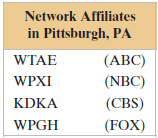 Network Affiliates
in Pittsburgh, PA
WTAE (ABC)
WPXI (NBC)
KDKA (CBS)
WPGH (FOX)